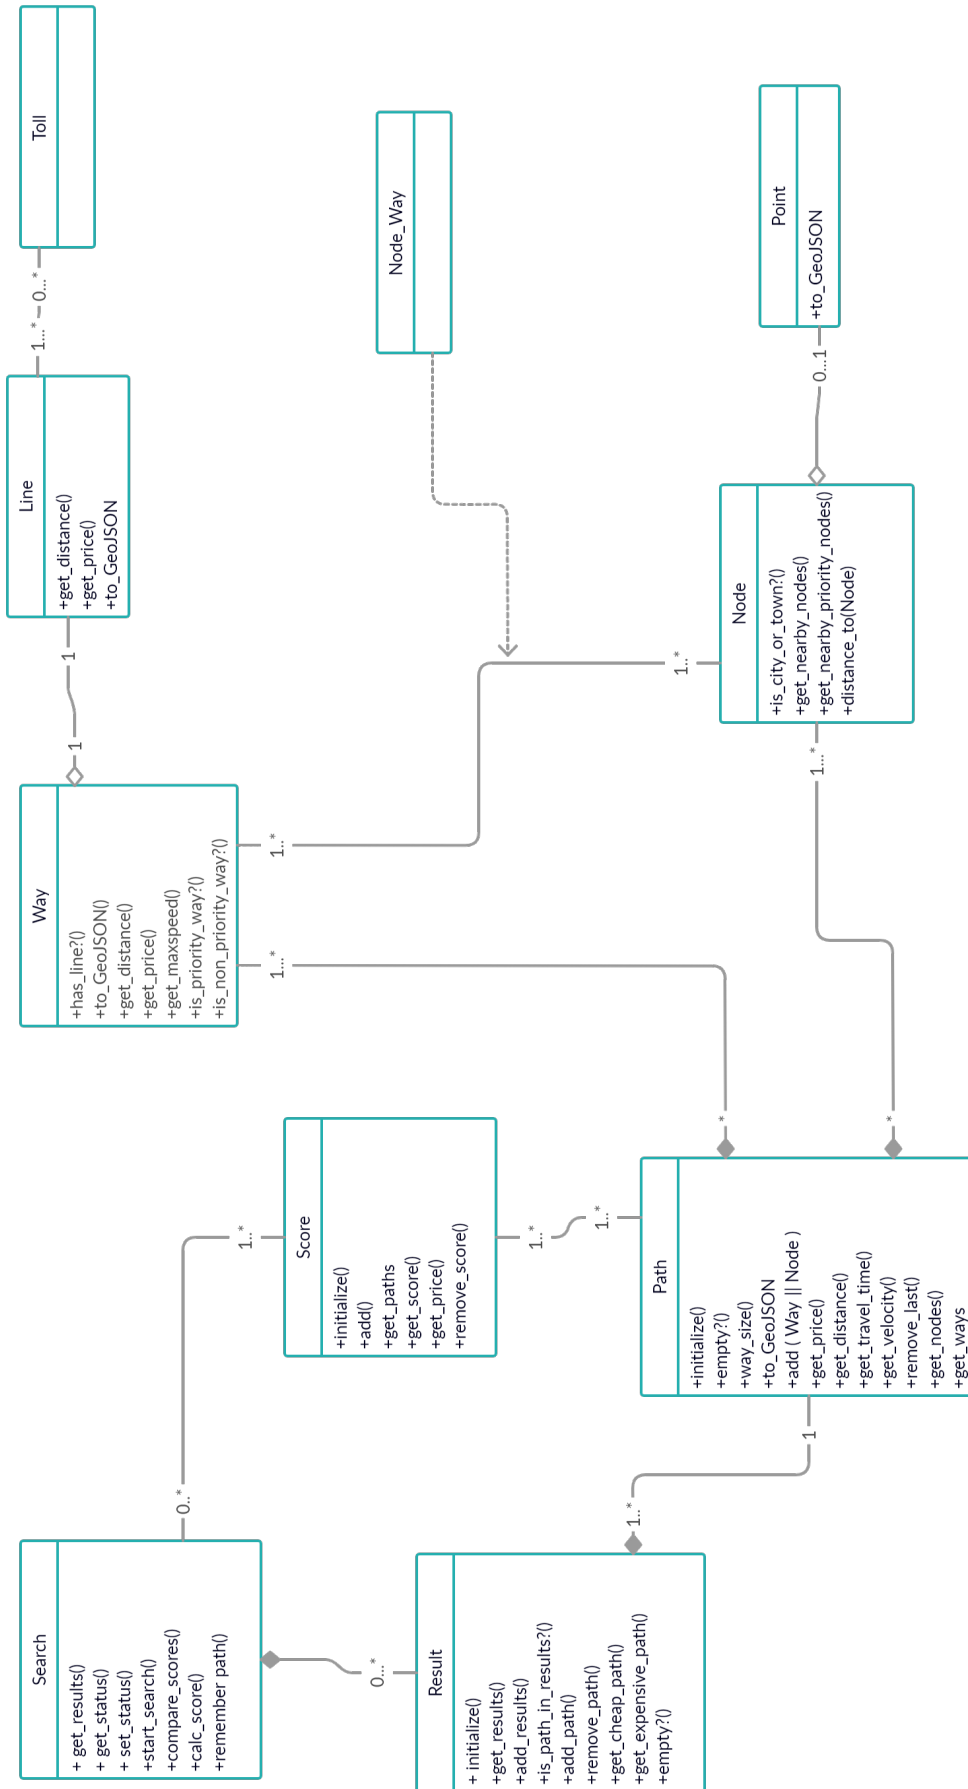 Search
+ get_results()
+ get_status()
+ set_status()
+start_search()
+compare_scores()
+calc_score()
+remember path()
0..*
1..*
0...*
Result
+ initialize()
+get_results()
+add_results()
+is_path_in_results?()
+add_path()
+remove_path()
+get_cheap_path()
+get_expensive_path()
+empty?()
1..*
1
Score
+initialize()
+add()
+get_paths
+get_score()
+get_price()
+remove_score()
1..*
1..*
Path
+initialize()
+empty?()
+way_size()
+to_GeoJSON
+add ( Way || Node )
+get_price()
+get_distance()
+get_travel_time()
+get_velocity()
+remove_last()
+get_nodes()
+get_ways
*
*
Way
+has_line?()
+to_GeoJSON()
+get_distance()
+get_price()
+get_maxspeed()
+is_priority_way?()
+is_non_priority_way?()
1...*
1..*
1
1
Line
+get_distance()
+get_price()
+to_GeoJSON
1...*
0...*
Toll
Node_Way
Node
+is_city_or_town?()
+get_nearby_nodes()
+get_nearby_priority_nodes()
+distance_to(Node)
1..*
1...*
0...1
Point
+to_GeoJSON